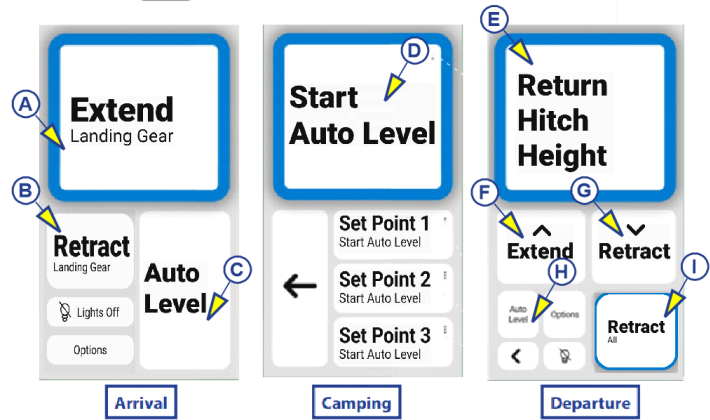 A
Extend
Landing Gear
B
Retract
Landing Gear
Auto
Level
C
Lights Off
Options
Arrival
D
Start
Auto Level
Set Point 1
Start Auto Level
Set Point 2
Start Auto Level
Set Point 3
Start Auto Level
Camping
E
Return
Hitch
Height
F
Extend
G
Retract
H
Auto
Level
Options
I
Retract
All
Departure